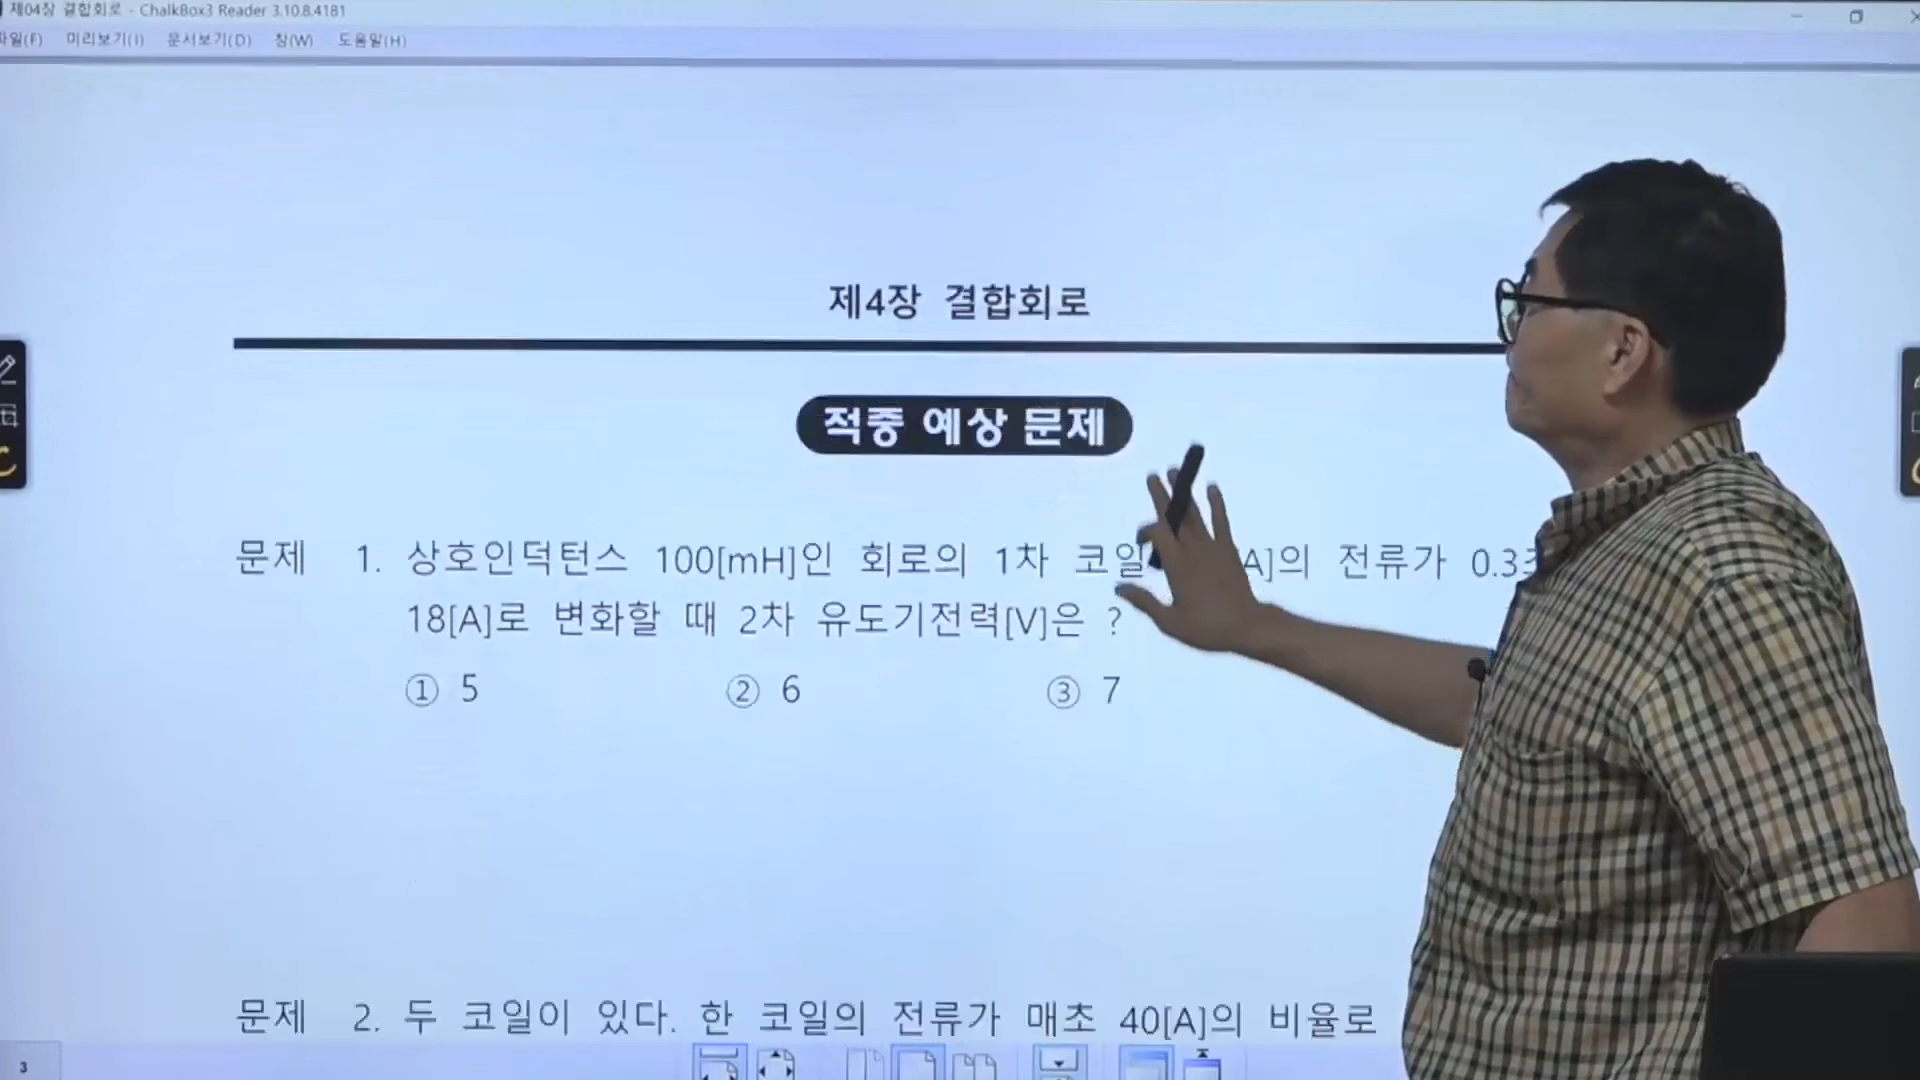 제04장 결합회로 - ChalkBox3 Reader 3.10.8.4181
파일(F) 미리보기(I) 문서보기(D) 창(W) 도움말(H)
제4장 결합회로
적중 예상 문제
문제 1. 상호인덕턴스 100[mH]인 회로의 1차 코일 A]의 전류가 0.3
18[A]로 변화할 때 2차 유도기전력[V]은 ?
① 5 ② 6 ③ 7
문제 2. 두 코일이 있다. 한 코일의 전류가 매초 40[A]의 비율로
3